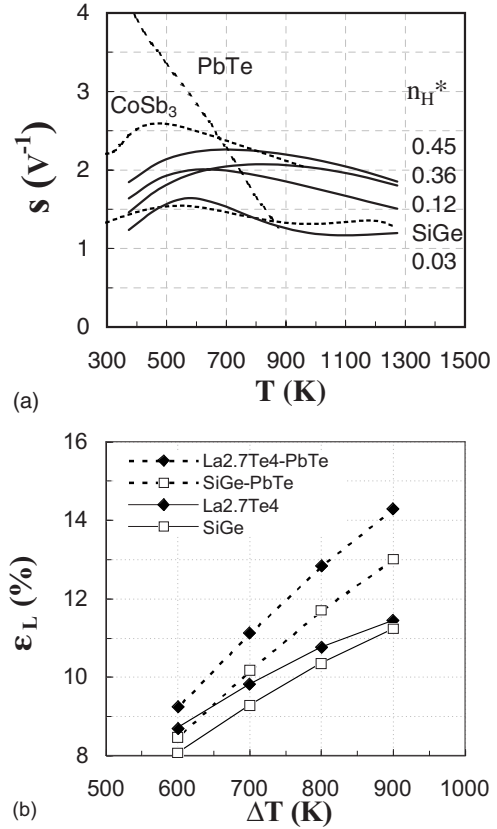 4
3
2
1
0
s (v⁻¹)
PbTe
CoSb₃
n_H*
0.45
0.36
0.12
SiGe
0.03
300 500 700 900 1100 1300 1500
(a)
T (K)
16
14
12
10
8
ε_L (%)
La2.7Te4-PbTe
SiGe-PbTe
La2.7Te4
SiGe
500 600 700 800 900 1000
(b)
ΔT (K)